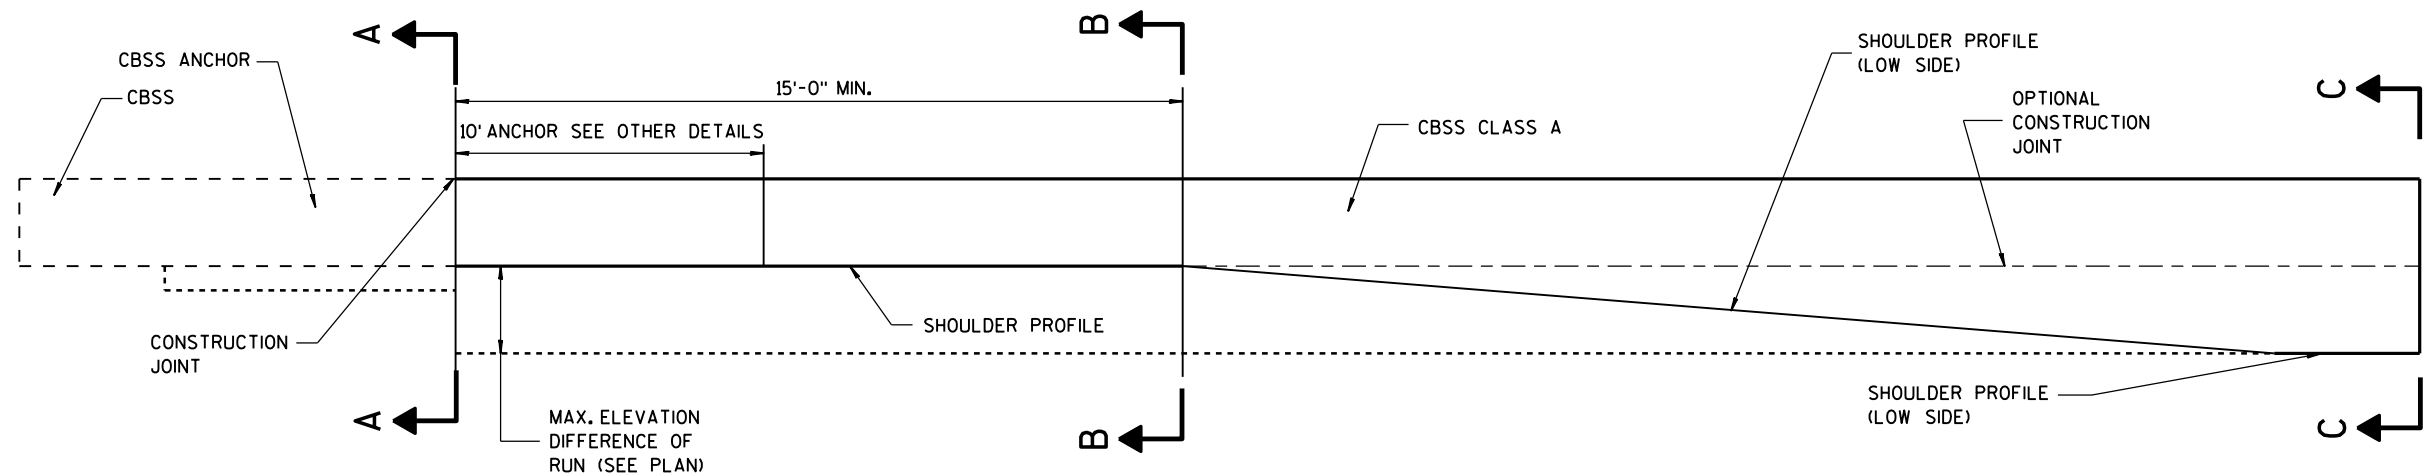 A
B
C
CBSS ANCHOR
CBSS
15'-0" MIN.
10' ANCHOR SEE OTHER DETAILS
SHOULDER PROFILE
(LOW SIDE)
OPTIONAL
CONSTRUCTION
JOINT
CBSS CLASS A
CONSTRUCTION
JOINT
SHOULDER PROFILE
MAX. ELEVATION
DIFFERENCE OF
RUN (SEE PLAN)
SHOULDER PROFILE
(LOW SIDE)
A
B
C